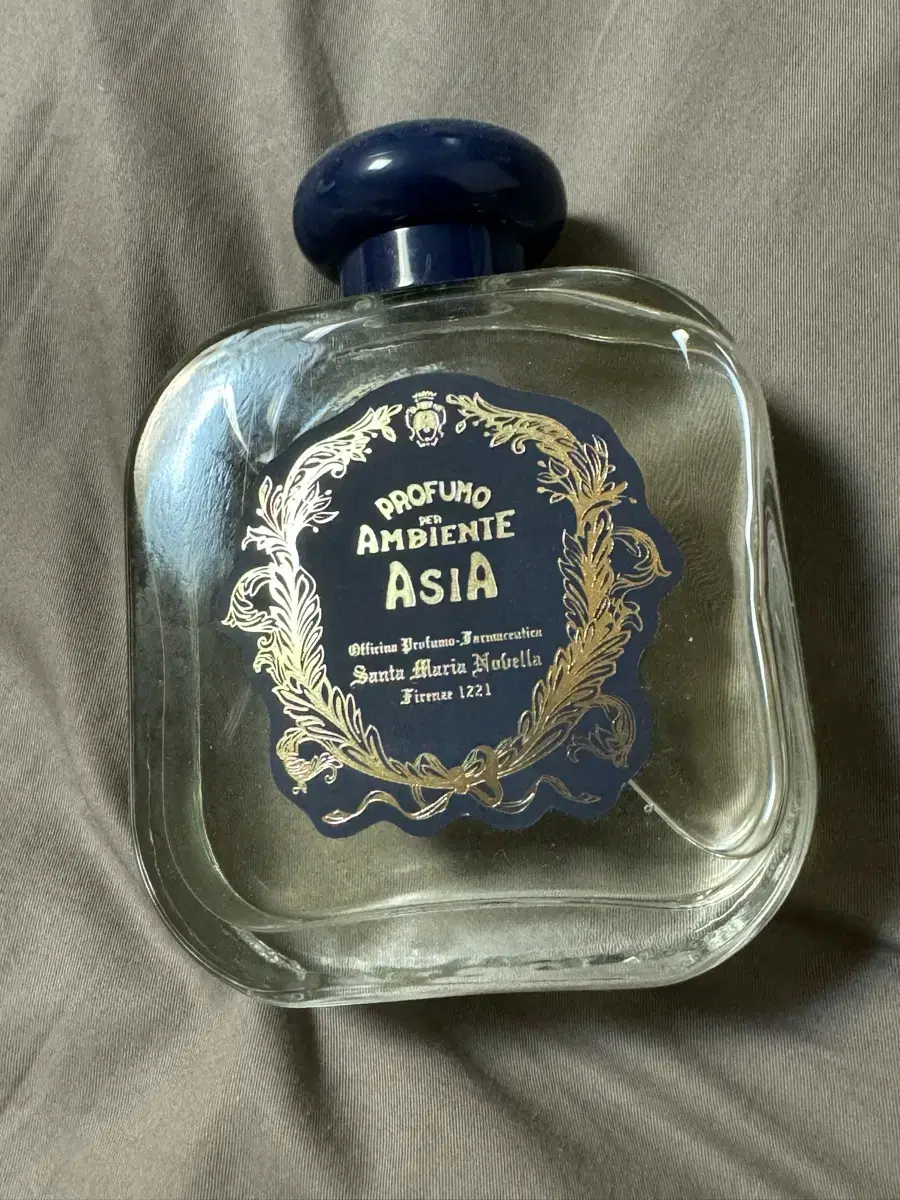 PROFUMO
PER
AMBIENTE
ASIA
Officina Profumo-Farmaceutica
Santa Maria Novella
Firenze 1221